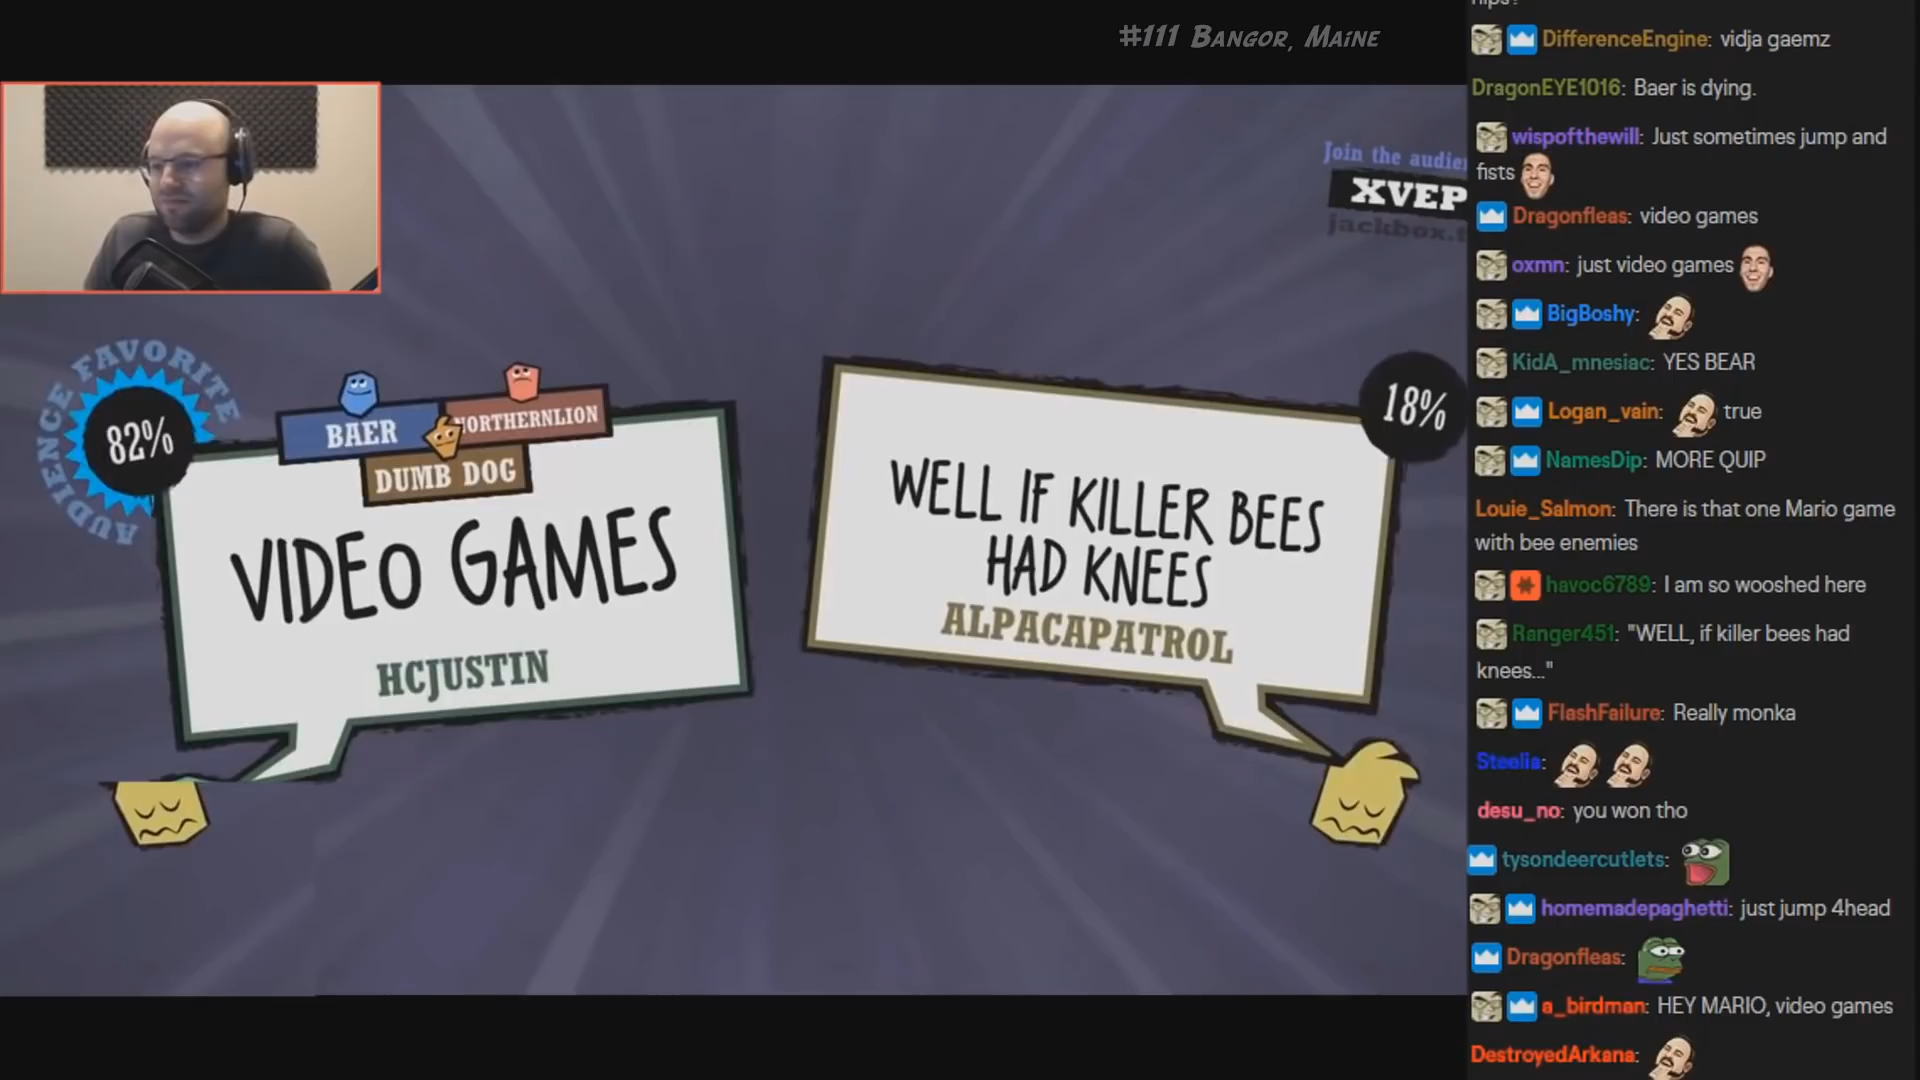 #111 Bangor, Maine
Join the audien
XVEP
jackbox.t
AUDIENCE FAVORITE
82%
BAER
NORTHERNLION
DUMB DOG
VIDEO GAMES
HCJUSTIN
18%
WELL IF KILLER BEES
HAD KNEES
ALPACAPATROL
DifferenceEngine: vidja gaemz
DragonEYE1016: Baer is dying.
wispofthewill: Just sometimes jump and
fists
Dragonfleas: video games
oxmn: just video games
BigBoshy:
KidA_mnesiac: YES BEAR
Logan_vain: true
NamesDip: MORE QUIP
Louie_Salmon: There is that one Mario game
with bee enemies
havoc6789: I am so wooshed here
Ranger451: "WELL, if killer bees had
knees..."
FlashFailure: Really monka
Steelia:
desu_no: you won tho
tysondeercutlets:
homemadepaghetti: just jump 4head
Dragonfleas:
a_birdman: HEY MARIO, video games
DestroyedArkana: